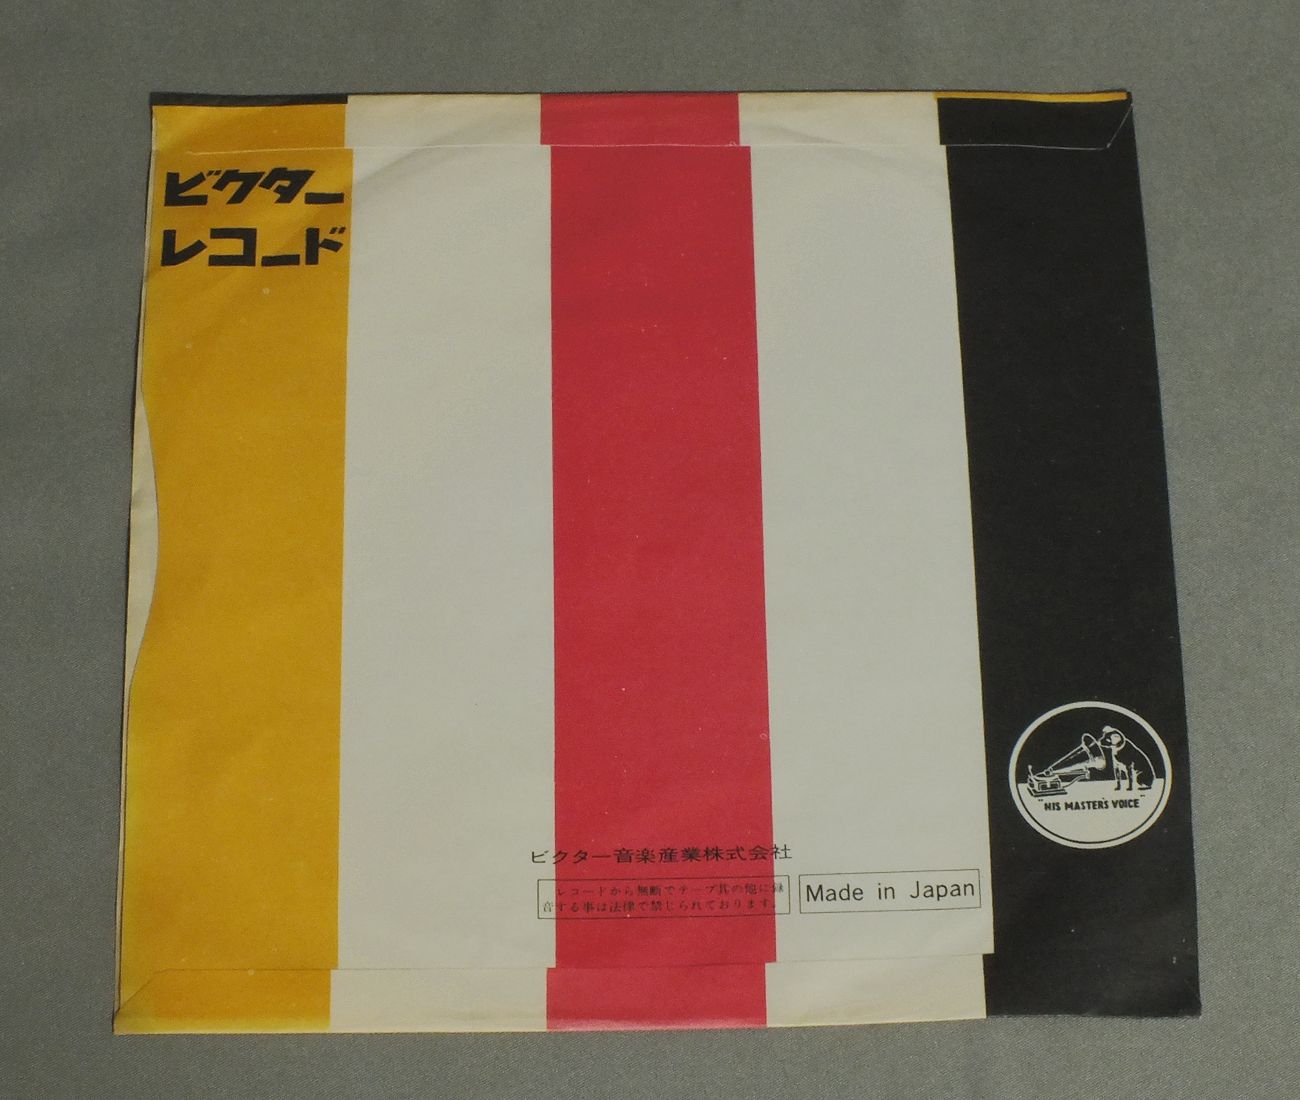 ビクター
レコード
"HIS MASTER'S VOICE"
ビクター音楽産業株式会社
レコードから無断でテープ其の他に録
音する事は法律で禁じられております。
Made in Japan